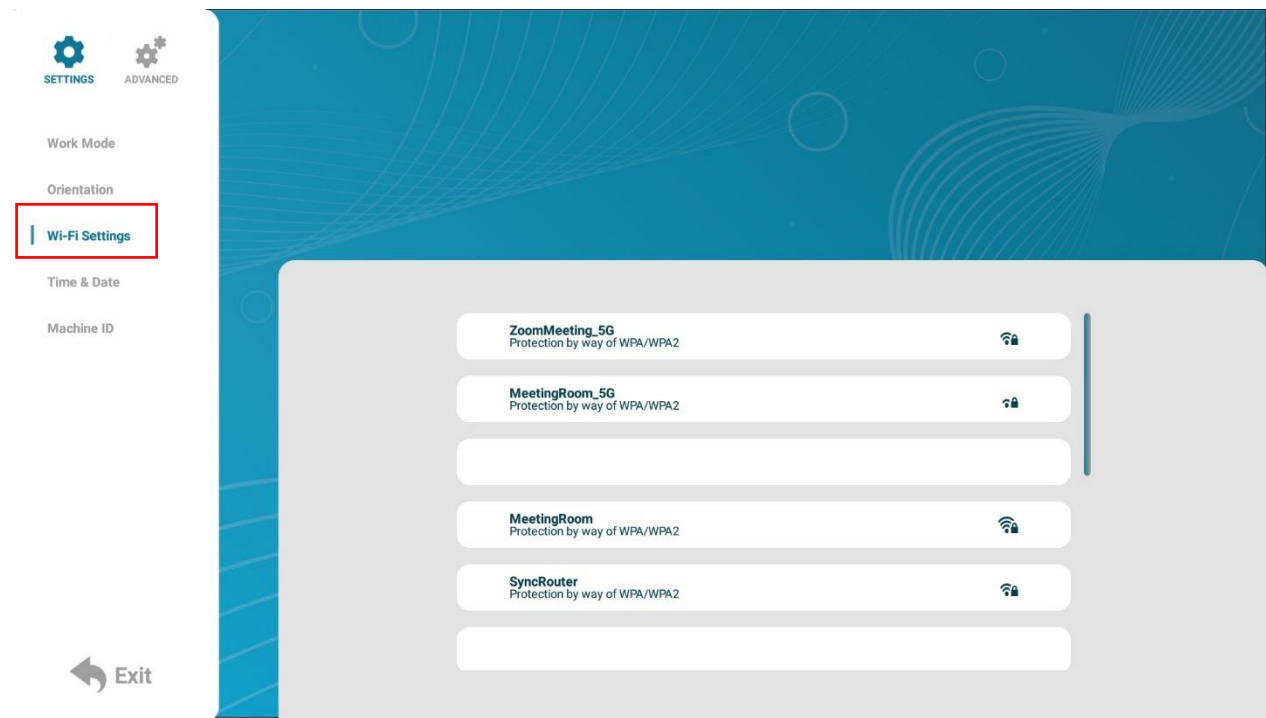 SETTINGS
ADVANCED
Work Mode
Orientation
Wi-Fi Settings
Time & Date
Machine ID
Exit
ZoomMeeting_5G
Protection by way of WPA/WPA2
MeetingRoom_5G
Protection by way of WPA/WPA2
MeetingRoom
Protection by way of WPA/WPA2
SyncRouter
Protection by way of WPA/WPA2